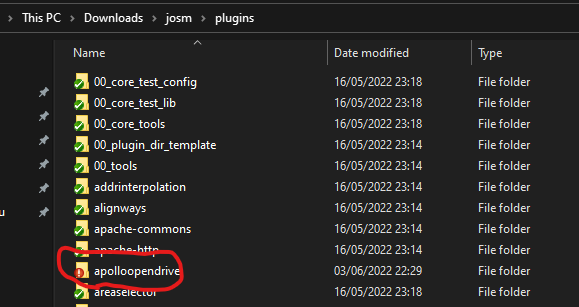 This PC > Downloads > josm > plugins
Name Date modified Type
00_core_test_config 16/05/2022 23:18 File folder
00_core_test_lib 16/05/2022 23:18 File folder
00_core_tools 16/05/2022 23:18 File folder
00_plugin_dir_template 16/05/2022 23:14 File folder
00_tools 16/05/2022 23:18 File folder
addrinterpolation 16/05/2022 23:14 File folder
alignways 16/05/2022 23:14 File folder
apache-commons 16/05/2022 23:14 File folder
apache-http 16/05/2022 23:14 File folder
apolloopendrive 03/06/2022 22:29 File folder
u
areaselector 16/05/2022 23:14 File folder